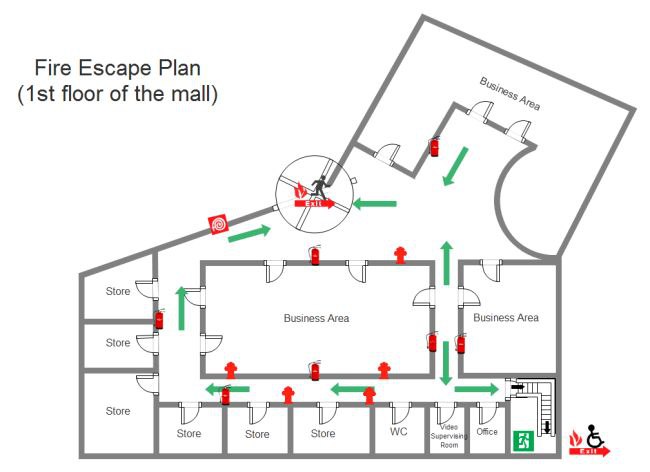 Fire Escape Plan
(1st floor of the mall)
Business Area
Exit
Store
Business Area
Business Area
Store
Store
Store
Store
Store
WC
Video
Supervising
Room
Office
Exit